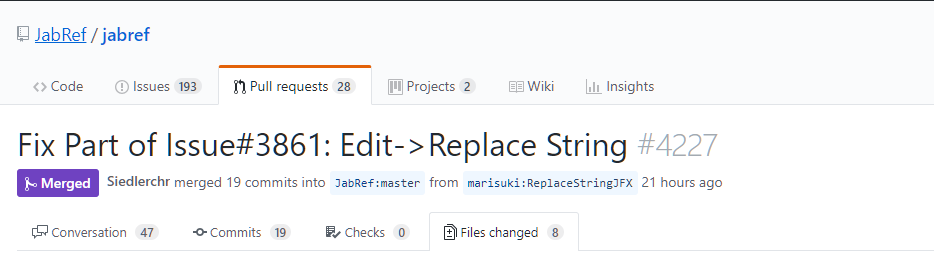 JabRef / jabref
Code Issues 193 Pull requests 28 Projects 2 Wiki Insights
Fix Part of Issue#3861: Edit->Replace String #4227
Merged Siedlerchr merged 19 commits into JabRef:master from marisuki:ReplaceStringJFX 21 hours ago
Conversation 47 Commits 19 Checks 0 Files changed 8